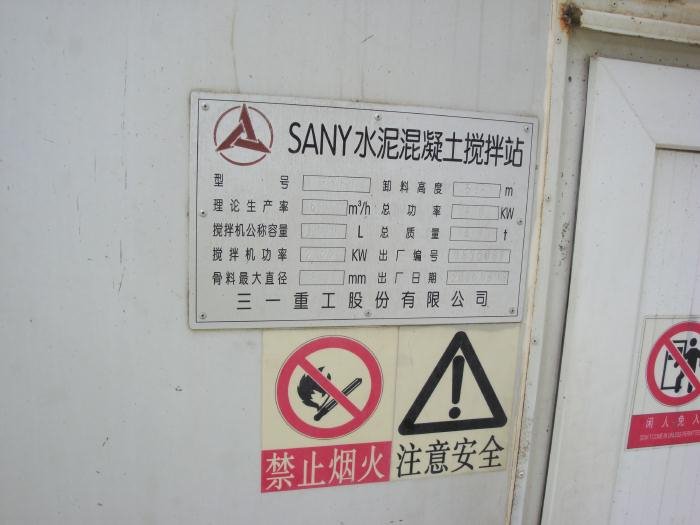 SANY水泥混凝土搅拌站
型 号 卸料高度 m
理论生产率 m³/h 总功率 KW
搅拌机公称容量 L 总质量 t
搅拌机功率 KW 出厂编号
骨料最大直径 mm 出厂日期
三一重工股份有限公司
禁止烟火
注意安全
闲人免入